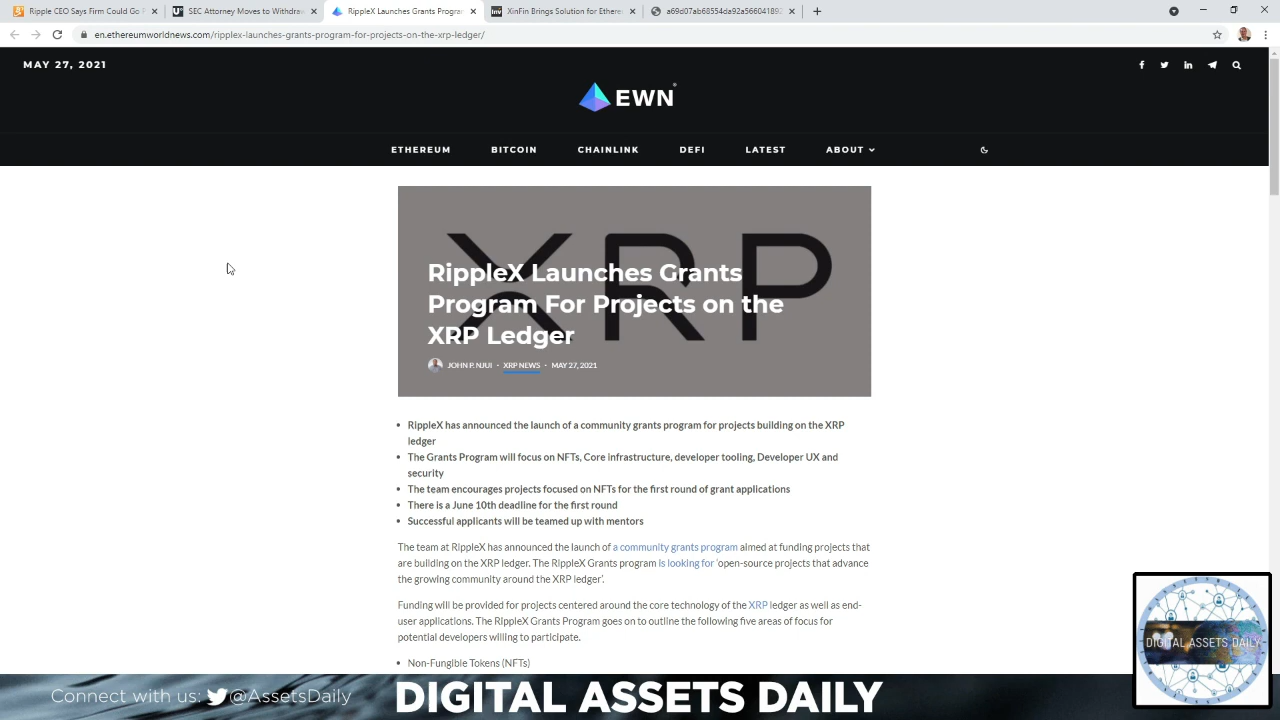 Ripple CEO Says Firm Could Go
SEC Attorney Moves to Withdra
RippleX Launches Grants Program
XinFin Brings Solution for Ethere
a69d07ab68554da92a56604189
en.ethereumworldnews.com/ripplex-launches-grants-program-for-projects-on-the-xrp-ledger/
MAY 27, 2021
EWN
ETHEREUM BITCOIN CHAINLINK DEFI LATEST ABOUT
XRP
RippleX Launches Grants
Program For Projects on the
XRP Ledger
JOHN P. NJUI - XRP NEWS - MAY 27, 2021
• RippleX has announced the launch of a community grants program for projects building on the XRP
ledger
• The Grants Program will focus on NFTs, Core infrastructure, developer tooling, Developer UX and
security
• The team encourages projects focused on NFTs for the first round of grant applications
• There is a June 10th deadline for the first round
• Successful applicants will be teamed up with mentors
The team at RippleX has announced the launch of a community grants program aimed at funding projects that
are building on the XRP ledger. The RippleX Grants program is looking for 'open-source projects that advance
the growing community around the XRP ledger'.
Funding will be provided for projects centered around the core technology of the XRP ledger as well as end-
user applications. The RippleX Grants Program goes on to outline the following five areas of focus for
potential developers willing to participate.
• Non-Fungible Tokens (NFTs)
DIGITAL ASSETS DAILY
Connect with us: @AssetsDaily
DIGITAL ASSETS DAILY